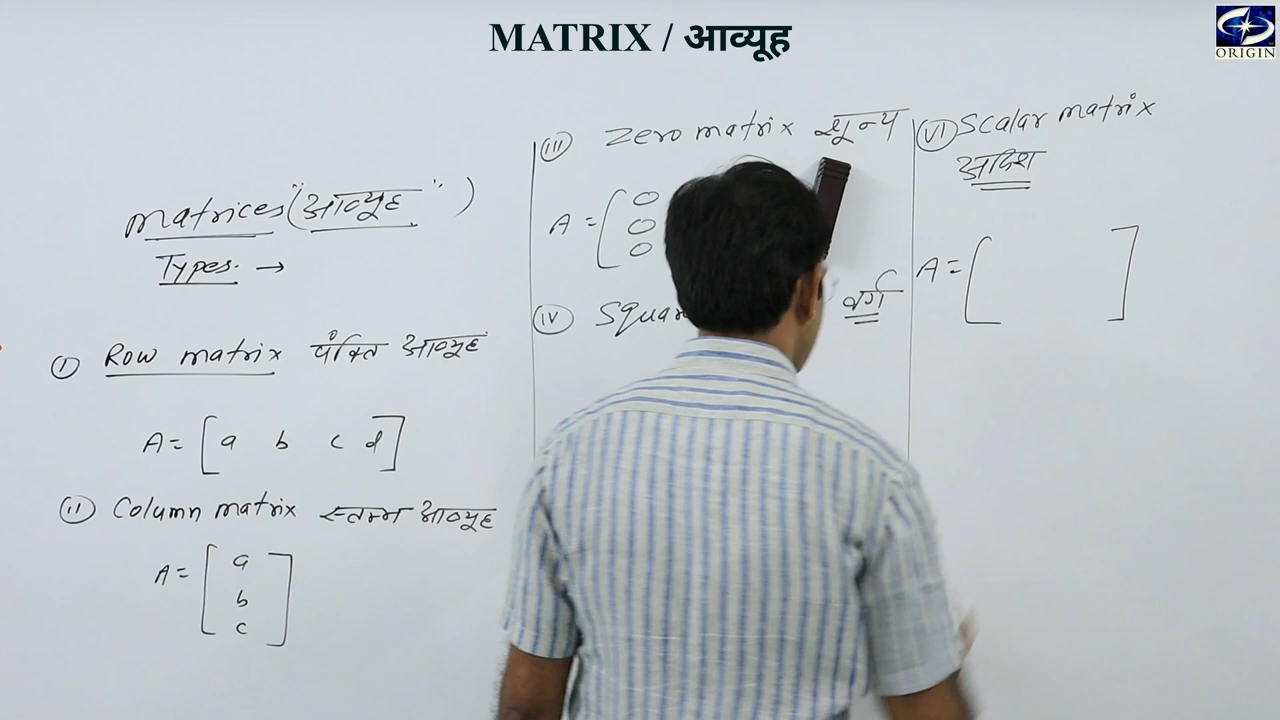 MATRIX / आव्यूह
ORIGIN
matrices("आव्यूह")
Types. →
(I) Row matrix पंक्ति आव्यूह
A = [a b c d]
(II) Column matrix स्तम्भ आव्यूह
A = [a
b
c]
(III) Zero matrix शून्य
A = [0
0
0
(IV) वर्ग
(VI) Scalar matrix
अदिश
A = [ ]